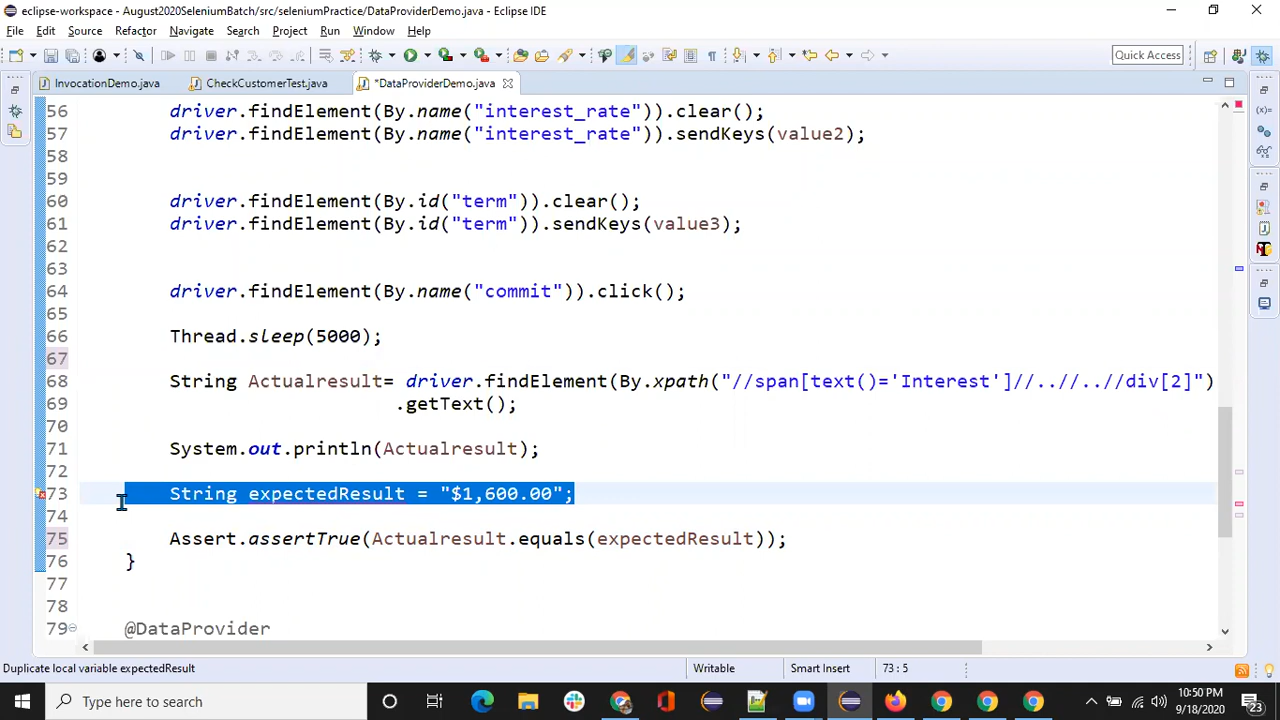 eclipse-workspace - August2020SeleniumBatch/src/seleniumPractice/DataProviderDemo.java - Eclipse IDE
File Edit Source Refactor Navigate Search Project Run Window Help
Quick Access
InvocationDemo.java CheckCustomerTest.java *DataProviderDemo.java
56 driver.findElement(By.name("interest_rate")).clear();
57 driver.findElement(By.name("interest_rate")).sendKeys(value2);
58
59
60 driver.findElement(By.id("term")).clear();
61 driver.findElement(By.id("term")).sendKeys(value3);
62
63
64 driver.findElement(By.name("commit")).click();
65
66 Thread.sleep(5000);
67
68 String Actualresult= driver.findElement(By.xpath("//span[text()='Interest']//..//..//div[2]")
69 .getText();
70
71 System.out.println(Actualresult);
72
73 String expectedResult = "$1,600.00";
74
75 Assert.assertTrue(Actualresult.equals(expectedResult));
76 }
77
78
79 @DataProvider
Duplicate local variable expectedResult Writable Smart Insert 73 : 5
Type here to search
10:50 PM
9/18/2020
23